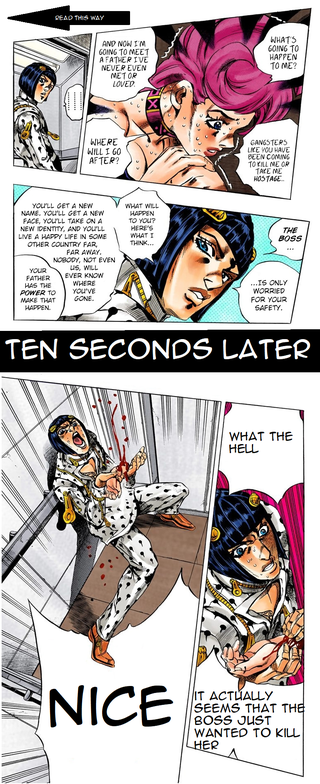 READ THIS WAY
WHAT'S
GOING TO
HAPPEN
TO ME?
GANGSTERS
LIKE YOU HAVE
BEEN COMING
TO KILL ME OR
TAKE ME
HOSTAGE...
AND NOW I'M
GOING TO MEET
A FATHER I'VE
NEVER EVEN
MET OR
LOVED.
WHERE
WILL I GO
AFTER?
THE
BOSS
...
...IS ONLY
WORRIED
FOR YOUR
SAFETY.
WHAT WILL
HAPPEN
TO YOU?
HERE'S
WHAT I
THINK...
YOU'LL GET A NEW
NAME. YOU'LL GET A NEW
FACE, YOU'LL TAKE ON A
NEW IDENTITY, AND YOU'LL
LIVE A HAPPY LIFE IN SOME
OTHER COUNTRY FAR,
FAR AWAY.
NOBODY, NOT EVEN
US, WILL
EVER KNOW
WHERE
YOU'VE
GONE.
YOUR
FATHER
HAS THE
POWER TO
MAKE THAT
HAPPEN.
TEN SECONDS LATER
WHAT THE
HELL
IT ACTUALLY
SEEMS THAT THE
BOSS JUST
WANTED TO KILL
HER
NICE